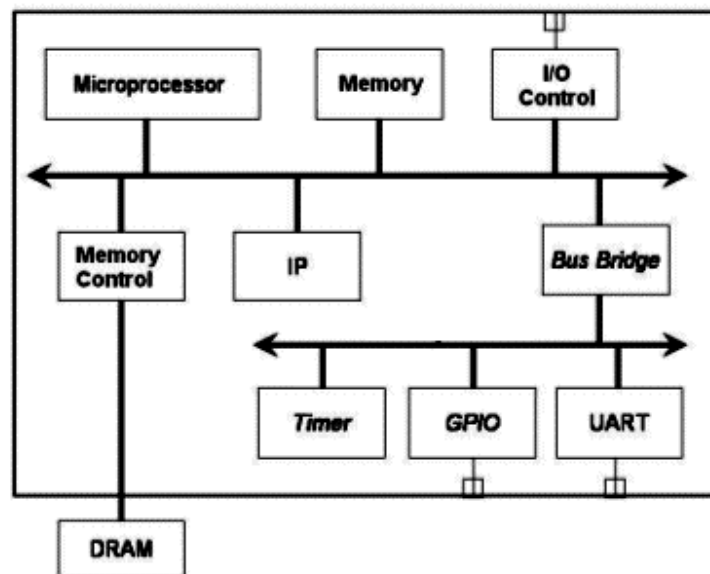 Microprocessor
Memory
I/O
Control
Memory
Control
IP
Bus Bridge
Timer
GPIO
UART
DRAM